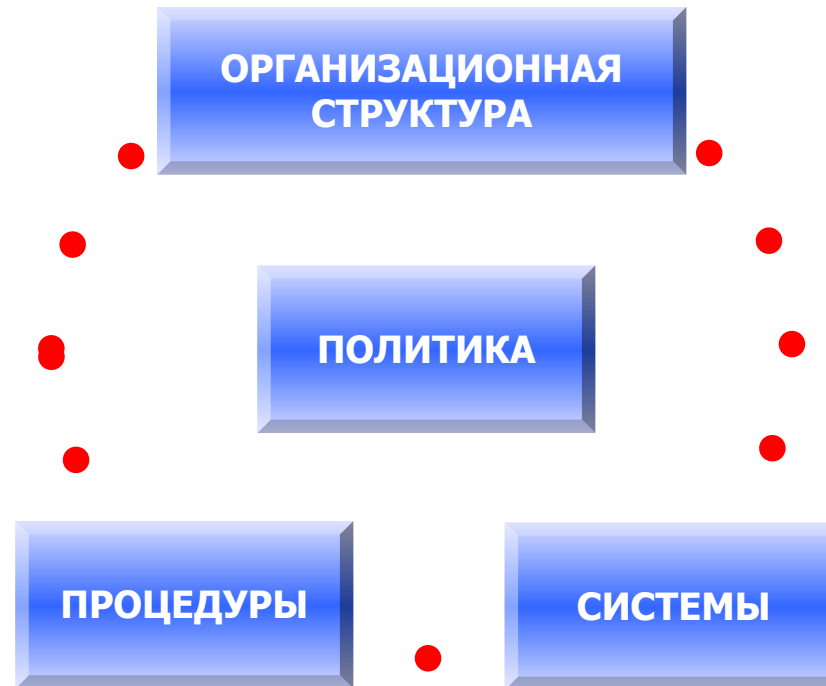 ОРГАНИЗАЦИОННАЯ
СТРУКТУРА
ПОЛИТИКА
ПРОЦЕДУРЫ
СИСТЕМЫ